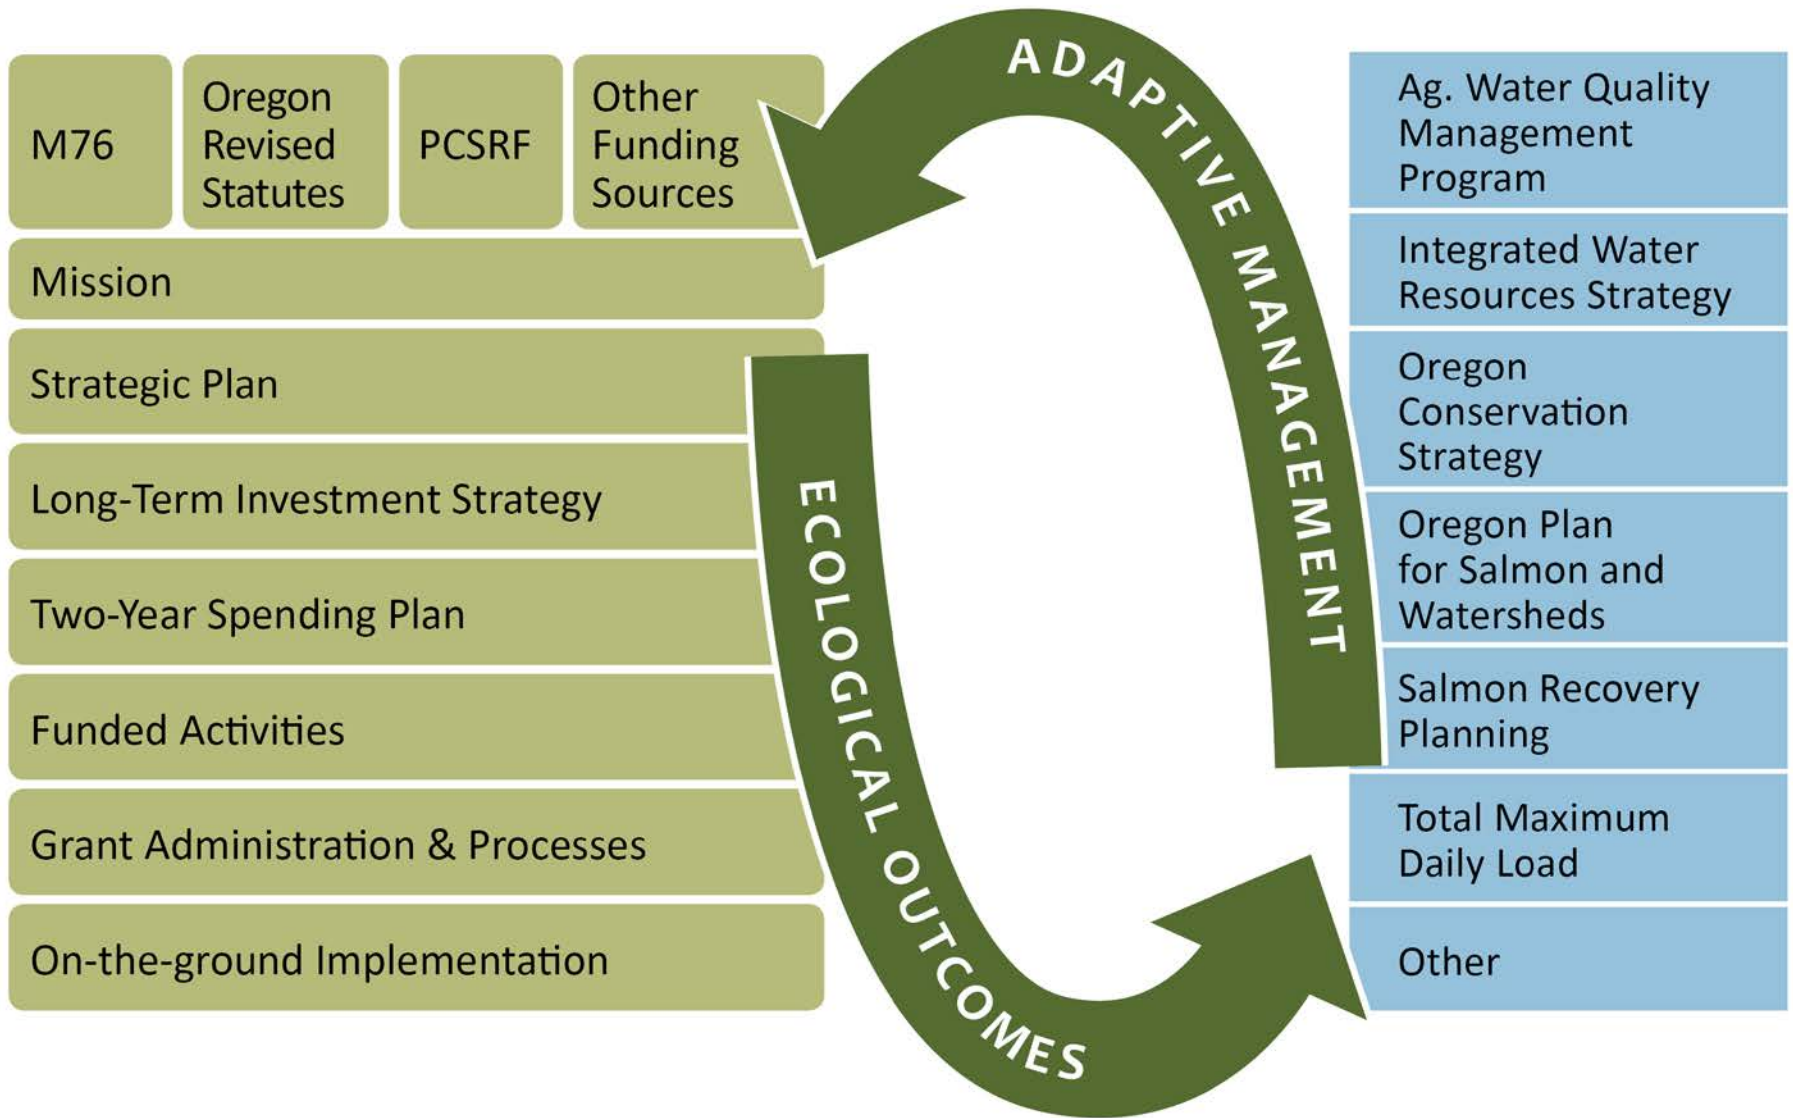 M76
Oregon
Revised
Statutes
PCSRF
Other
Funding
Sources
Mission
Strategic Plan
Long-Term Investment Strategy
Two-Year Spending Plan
Funded Activities
Grant Administration & Processes
On-the-ground Implementation
ADAPTIVE MANAGEMENT
ECOLOGICAL OUTCOMES
Ag. Water Quality
Management
Program
Integrated Water
Resources Strategy
Oregon
Conservation
Strategy
Oregon Plan
for Salmon and
Watersheds
Salmon Recovery
Planning
Total Maximum
Daily Load
Other